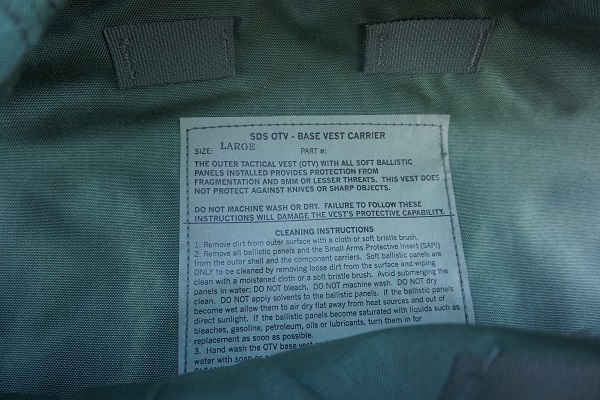 SDS OTV - BASE VEST CARRIER
SIZE: LARGE PART #:
THE OUTER TACTICAL VEST (OTV) WITH ALL SOFT BALLISTIC
PANELS INSTALLED PROVIDES PROTECTION FROM
FRAGMENTATION AND 9MM OR LESSER THREATS. THIS VEST DOES
NOT PROTECT AGAINST KNIVES OR SHARP OBJECTS.
DO NOT MACHINE WASH OR DRY. FAILURE TO FOLLOW THESE
INSTRUCTIONS WILL DAMAGE THE VEST'S PROTECTIVE CAPABILITY.
CLEANING INSTRUCTIONS
1. Remove dirt from outer surface with a cloth or soft bristle brush.
2. Remove all ballistic panels and the Small Arms Protective Insert (SAPI)
from the outer shell and the component carriers. Soft ballistic panels are
ONLY to be cleaned by removing loose dirt from the surface and wiping
clean with a moistened cloth or a soft bristle brush. Avoid submerging the
panels in water; DO NOT bleach. DO NOT machine wash. DO NOT dry
clean. DO NOT apply solvents to the ballistic panels. If the ballistic panels
become wet allow them to air dry flat away from heat sources and out of
direct sunlight. If the ballistic panels become saturated with liquids such as
bleaches, gasoline, petroleum, oils or lubricants, turn them in for
replacement as soon as possible.
3. Hand wash the OTV base vest
water with soap or